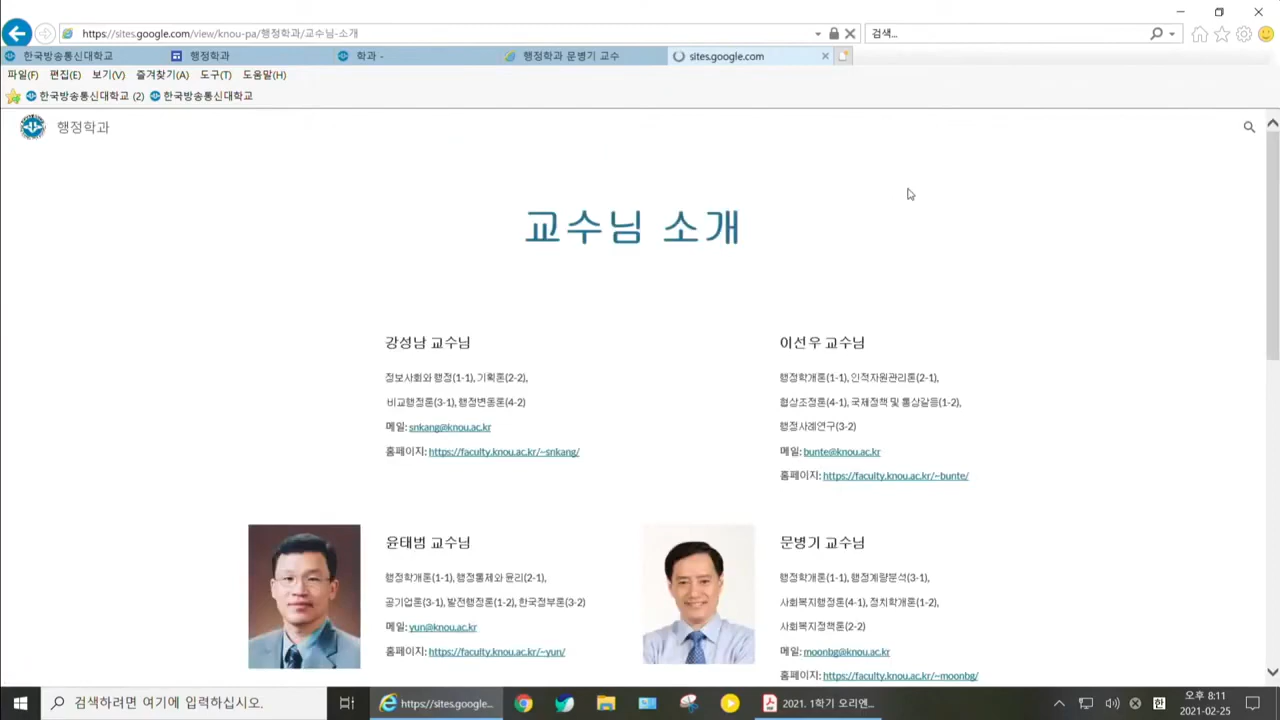 https://sites.google.com/view/knou-pa/행정학과/교수님-소개
검색...
한국방송통신대학교
행정학과
학과 -
행정학과 문병기 교수
sites.google.com
파일(F) 편집(E) 보기(V) 즐겨찾기(A) 도구(T) 도움말(H)
한국방송통신대학교 (2) 한국방송통신대학교
행정학과
교수님 소개
강성남 교수님
정보사회와 행정(1-1), 기획론(2-2),
비교행정론(3-1), 행정변동론(4-2)
메일: snkang@knou.ac.kr
홈페이지: https://faculty.knou.ac.kr/~snkang/
이선우 교수님
행정학개론(1-1), 인적자원관리론(2-1),
협상조정론(4-1), 국제정책 및 통상갈등(1-2),
행정사례연구(3-2)
메일: bunte@knou.ac.kr
홈페이지: https://faculty.knou.ac.kr/~bunte/
윤태범 교수님
행정학개론(1-1), 행정통제와 윤리(2-1),
공기업론(3-1), 발전행정론(1-2), 한국정부론(3-2)
메일: yun@knou.ac.kr
홈페이지: https://faculty.knou.ac.kr/~yun/
문병기 교수님
행정학개론(1-1), 행정계량분석(3-1),
사회복지행정론(4-1), 정치학개론(1-2),
사회복지정책론(2-2)
메일: moonbg@knou.ac.kr
홈페이지: https://faculty.knou.ac.kr/~moonbg/
검색하려면 여기에 입력하십시오.
https://sites.google...
2021. 1학기 오리엔...
한
오후 8:11
2021-02-25